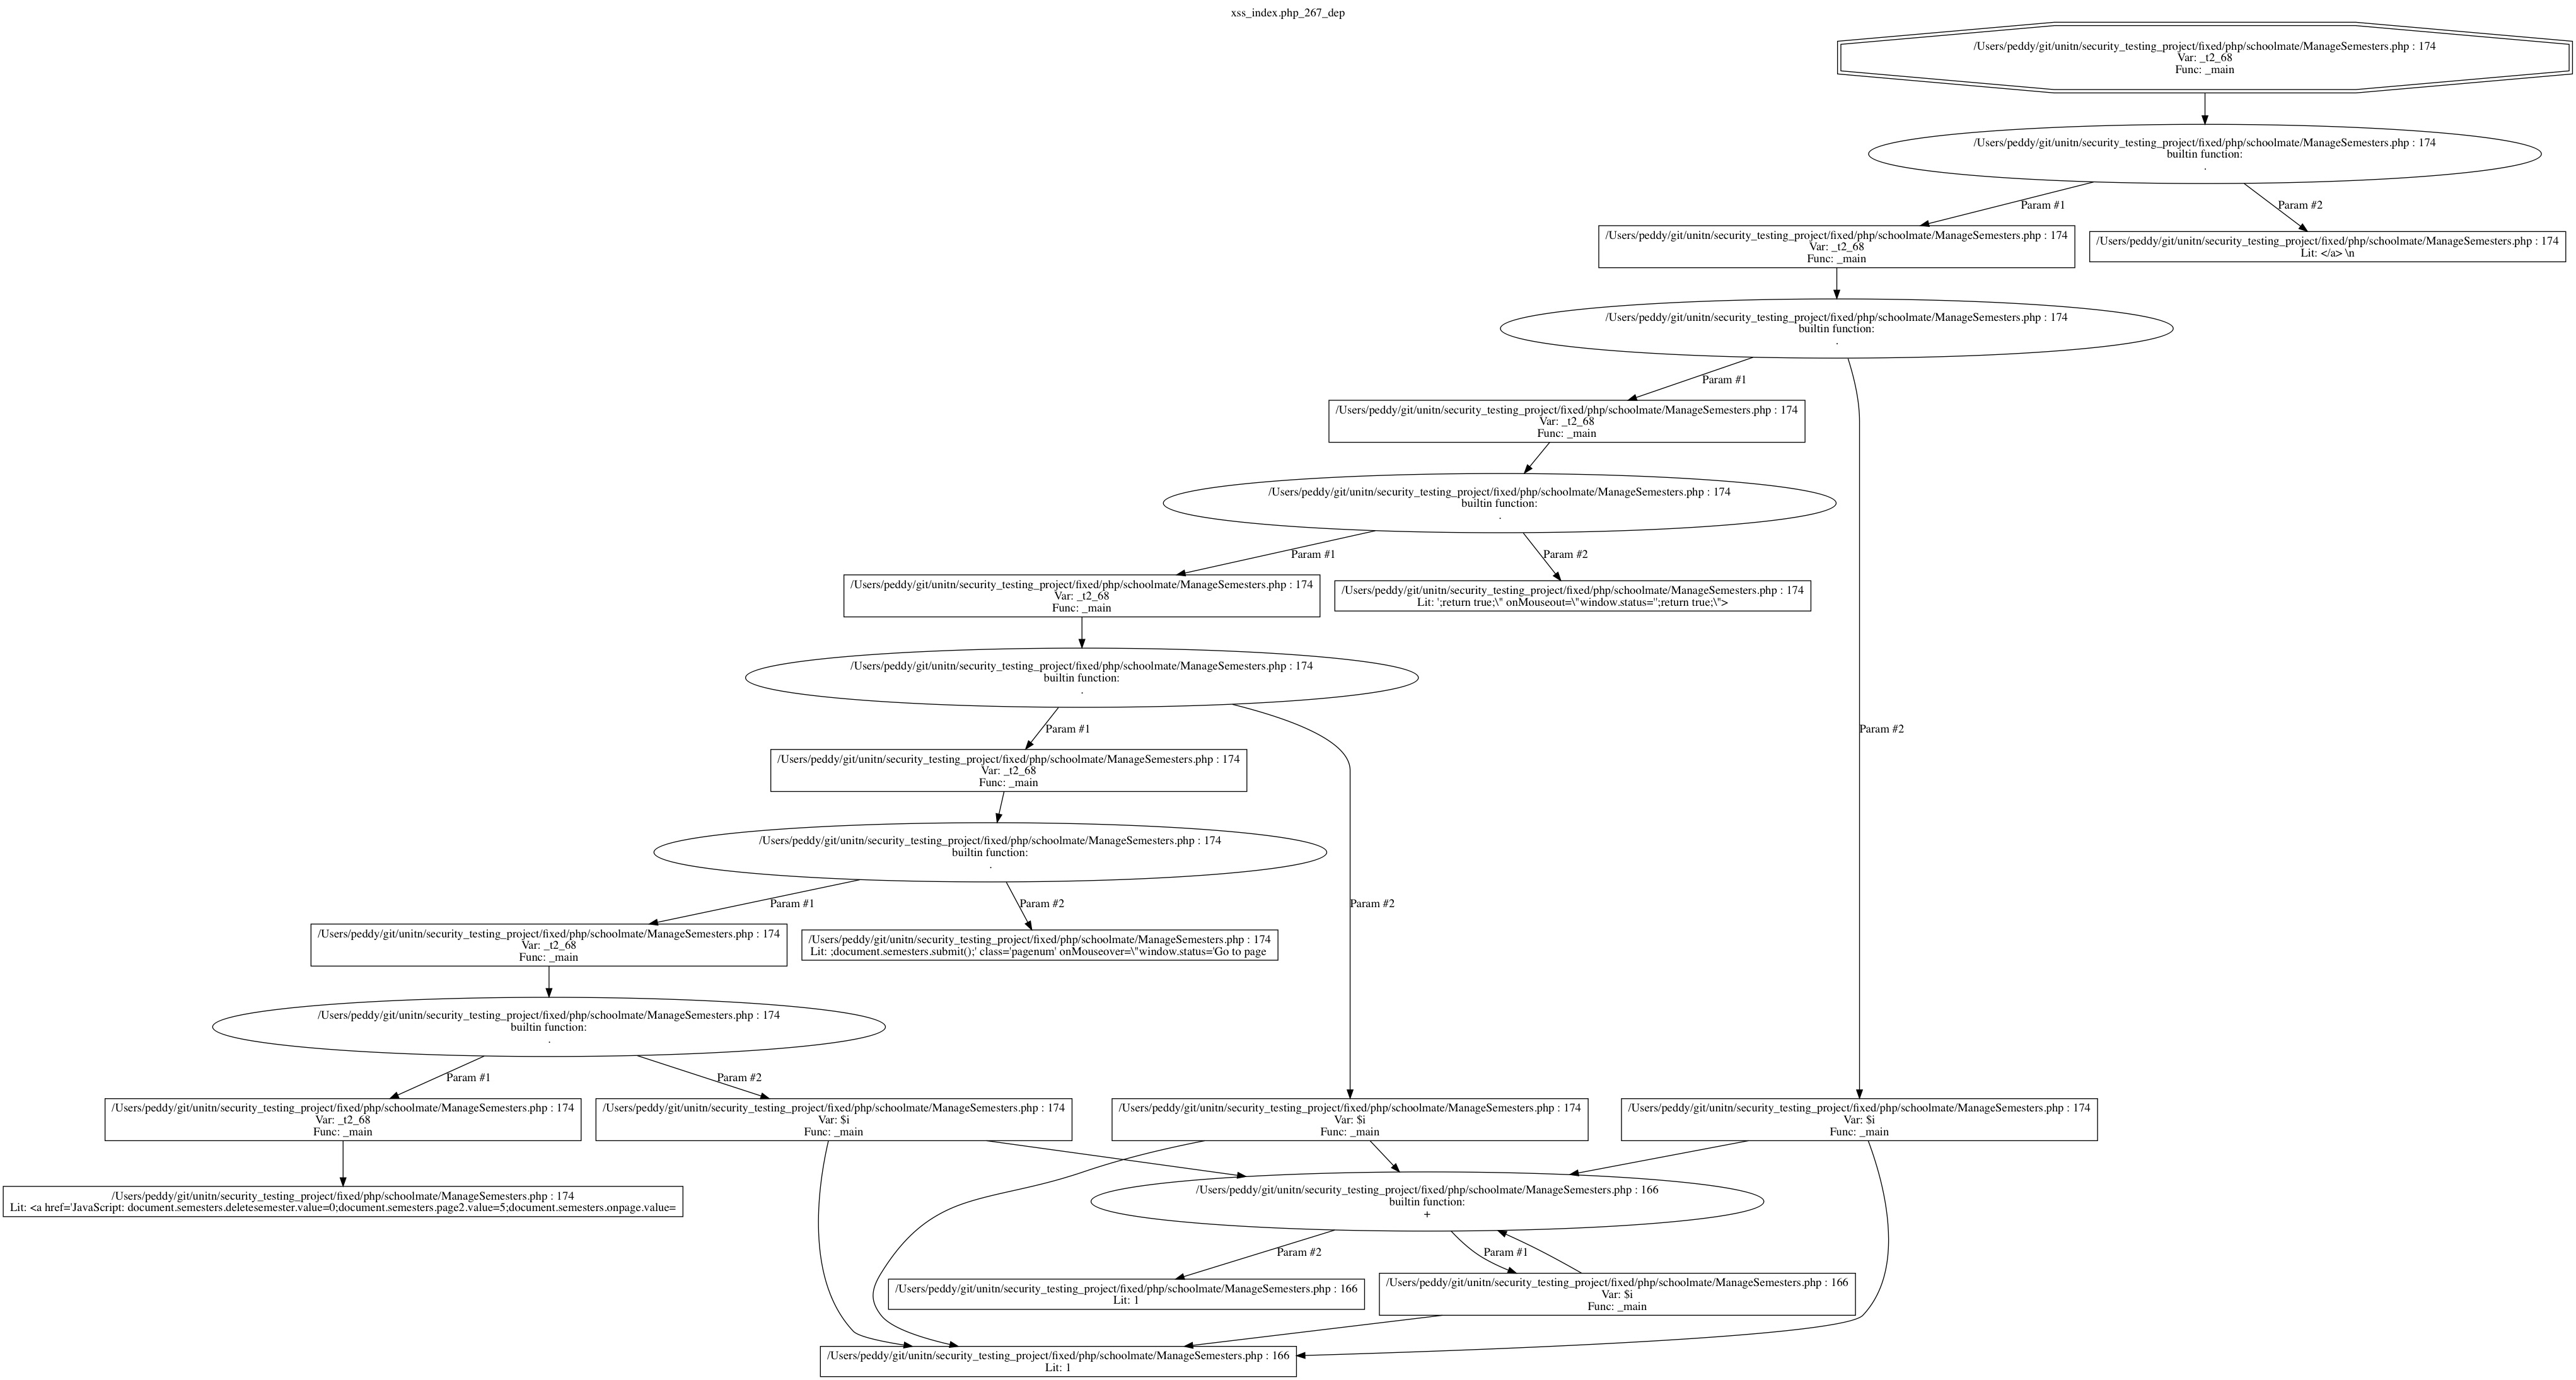 xss_index.php_267_dep
/Users/peddy/git/unitn/security_testing_project/fixed/php/schoolmate/ManageSemesters.php : 174
Var: _t2_68
Func: _main
/Users/peddy/git/unitn/security_testing_project/fixed/php/schoolmate/ManageSemesters.php : 174
builtin function:
.
Param #1
Param #2
/Users/peddy/git/unitn/security_testing_project/fixed/php/schoolmate/ManageSemesters.php : 174
Var: _t2_68
Func: _main
/Users/peddy/git/unitn/security_testing_project/fixed/php/schoolmate/ManageSemesters.php : 174
Lit: </a> \n
/Users/peddy/git/unitn/security_testing_project/fixed/php/schoolmate/ManageSemesters.php : 174
builtin function:
.
Param #1
/Users/peddy/git/unitn/security_testing_project/fixed/php/schoolmate/ManageSemesters.php : 174
Var: _t2_68
Func: _main
/Users/peddy/git/unitn/security_testing_project/fixed/php/schoolmate/ManageSemesters.php : 174
builtin function:
.
Param #1
Param #2
/Users/peddy/git/unitn/security_testing_project/fixed/php/schoolmate/ManageSemesters.php : 174
Var: _t2_68
Func: _main
/Users/peddy/git/unitn/security_testing_project/fixed/php/schoolmate/ManageSemesters.php : 174
Lit: ';return true;\" onMouseout=\"window.status='';return true;\">
/Users/peddy/git/unitn/security_testing_project/fixed/php/schoolmate/ManageSemesters.php : 174
builtin function:
.
Param #1
Param #2
/Users/peddy/git/unitn/security_testing_project/fixed/php/schoolmate/ManageSemesters.php : 174
Var: _t2_68
Func: _main
/Users/peddy/git/unitn/security_testing_project/fixed/php/schoolmate/ManageSemesters.php : 174
builtin function:
.
Param #1
Param #2
Param #2
/Users/peddy/git/unitn/security_testing_project/fixed/php/schoolmate/ManageSemesters.php : 174
Var: _t2_68
Func: _main
/Users/peddy/git/unitn/security_testing_project/fixed/php/schoolmate/ManageSemesters.php : 174
Lit: ;document.semesters.submit();' class='pagenum' onMouseover=\"window.status='Go to page
/Users/peddy/git/unitn/security_testing_project/fixed/php/schoolmate/ManageSemesters.php : 174
builtin function:
.
Param #1
Param #2
/Users/peddy/git/unitn/security_testing_project/fixed/php/schoolmate/ManageSemesters.php : 174
Var: _t2_68
Func: _main
/Users/peddy/git/unitn/security_testing_project/fixed/php/schoolmate/ManageSemesters.php : 174
Var: $i
Func: _main
/Users/peddy/git/unitn/security_testing_project/fixed/php/schoolmate/ManageSemesters.php : 174
Var: $i
Func: _main
/Users/peddy/git/unitn/security_testing_project/fixed/php/schoolmate/ManageSemesters.php : 174
Var: $i
Func: _main
/Users/peddy/git/unitn/security_testing_project/fixed/php/schoolmate/ManageSemesters.php : 174
Lit: <a href='JavaScript: document.semesters.deletesemester.value=0;document.semesters.page2.value=5;document.semesters.onpage.value=
/Users/peddy/git/unitn/security_testing_project/fixed/php/schoolmate/ManageSemesters.php : 166
builtin function:
+
Param #2
Param #1
/Users/peddy/git/unitn/security_testing_project/fixed/php/schoolmate/ManageSemesters.php : 166
Lit: 1
/Users/peddy/git/unitn/security_testing_project/fixed/php/schoolmate/ManageSemesters.php : 166
Var: $i
Func: _main
/Users/peddy/git/unitn/security_testing_project/fixed/php/schoolmate/ManageSemesters.php : 166
Lit: 1